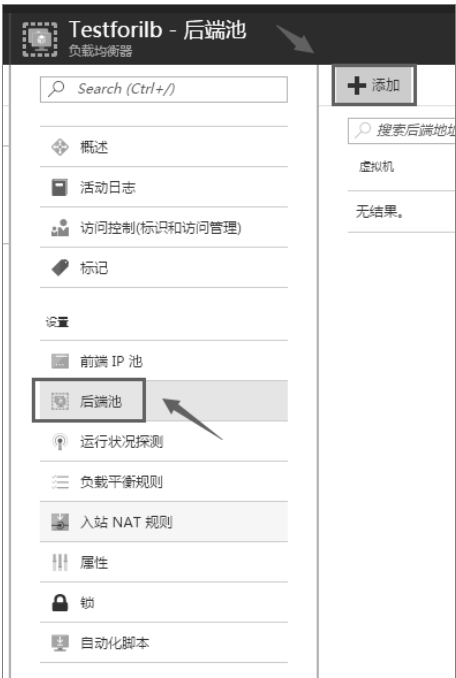 Testforilb - 后端池
负载均衡器
Search (Ctrl+/)
概述
活动日志
访问控制(标识和访问管理)
标记
设置
前端 IP 池
后端池
运行状况探测
负载平衡规则
入站 NAT 规则
属性
锁
自动化脚本
添加
搜索后端地址
虚拟机
无结果。